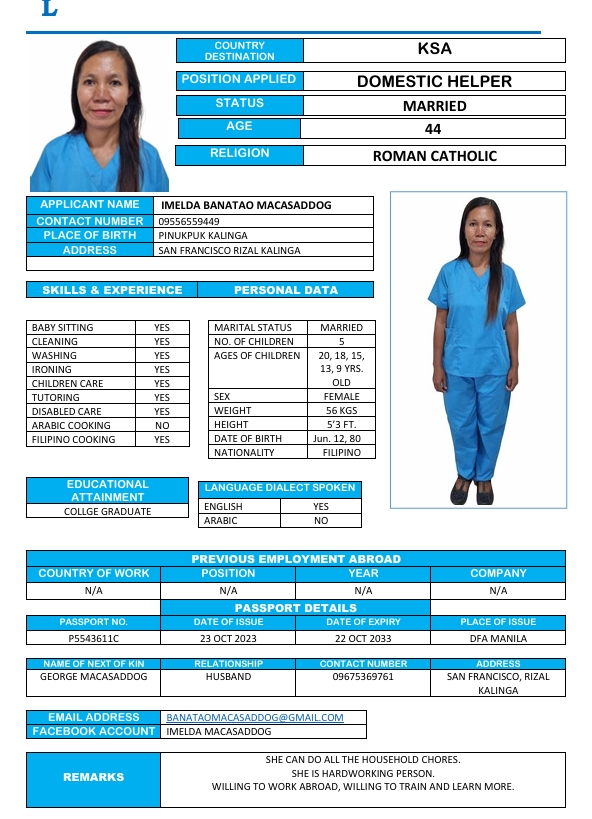 L
COUNTRY DESTINATION KSA
POSITION APPLIED DOMESTIC HELPER
STATUS MARRIED
AGE 44
RELIGION ROMAN CATHOLIC
APPLICANT NAME IMELDA BANATAO MACASADDOG
CONTACT NUMBER 09556559449
PLACE OF BIRTH PINUKPUK KALINGA
ADDRESS SAN FRANCISCO RIZAL KALINGA
SKILLS & EXPERIENCE PERSONAL DATA
BABY SITTING YES
CLEANING YES
WASHING YES
IRONING YES
CHILDREN CARE YES
TUTORING YES
DISABLED CARE YES
ARABIC COOKING NO
FILIPINO COOKING YES
MARITAL STATUS MARRIED
NO. OF CHILDREN 5
AGES OF CHILDREN 20, 18, 15,
13, 9 YRS.
OLD
SEX FEMALE
WEIGHT 56 KGS
HEIGHT 5'3 FT.
DATE OF BIRTH Jun. 12, 80
NATIONALITY FILIPINO
EDUCATIONAL
ATTAINMENT
COLLGE GRADUATE
LANGUAGE DIALECT SPOKEN
ENGLISH YES
ARABIC NO
PREVIOUS EMPLOYMENT ABROAD
COUNTRY OF WORK POSITION YEAR COMPANY
N/A N/A N/A N/A
PASSPORT DETAILS
PASSPORT NO. DATE OF ISSUE DATE OF EXPIRY PLACE OF ISSUE
P5543611C 23 OCT 2023 22 OCT 2033 DFA MANILA
NAME OF NEXT OF KIN RELATIONSHIP CONTACT NUMBER ADDRESS
GEORGE MACASADDOG HUSBAND 09675369761 SAN FRANCISCO, RIZAL
KALINGA
EMAIL ADDRESS BANATAOMACASADDOG@GMAIL.COM
FACEBOOK ACCOUNT IMELDA MACASADDOG
REMARKS
SHE CAN DO ALL THE HOUSEHOLD CHORES.
SHE IS HARDWORKING PERSON.
WILLING TO WORK ABROAD, WILLING TO TRAIN AND LEARN MORE.